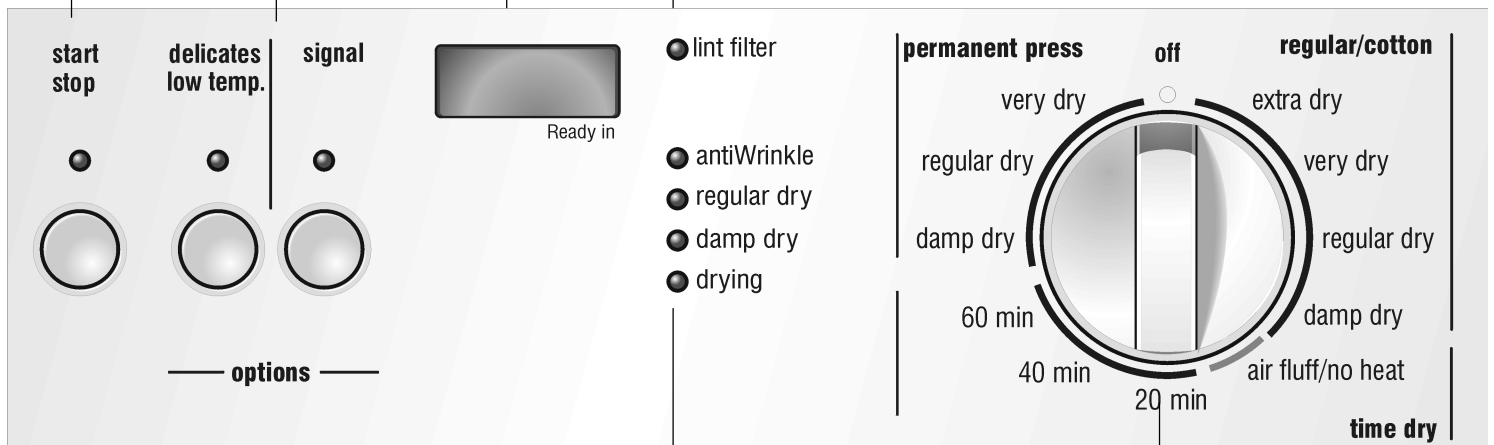 start
stop
delicates
low temp.
signal
options
Ready in
lint filter
antiWrinkle
regular dry
damp dry
drying
permanent press
off
regular/cotton
very dry
regular dry
damp dry
60 min
40 min
20 min
extra dry
very dry
regular dry
damp dry
air fluff/no heat
time dry